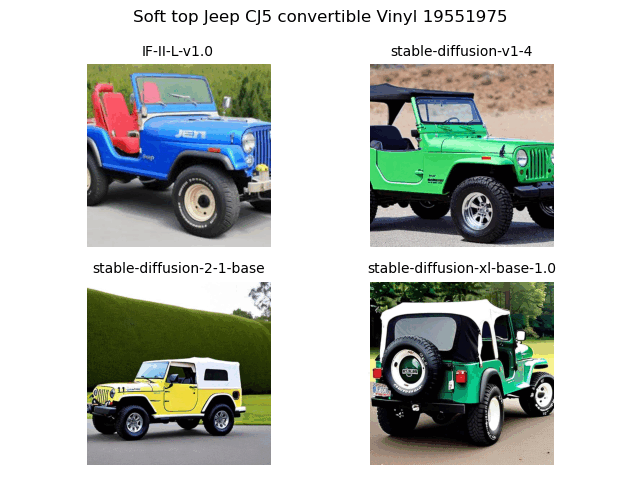 Soft top Jeep CJ5 convertible Vinyl 19551975
IF-II-L-v1.0
stable-diffusion-v1-4
JEN
stable-diffusion-2-1-base
stable-diffusion-xl-base-1.0